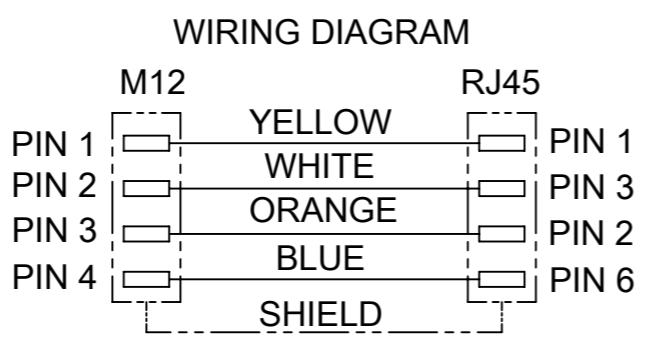 WIRING DIAGRAM
M12 RJ45
PIN 1 YELLOW PIN 1
PIN 2 WHITE PIN 3
PIN 3 ORANGE PIN 2
PIN 4 BLUE PIN 6
SHIELD